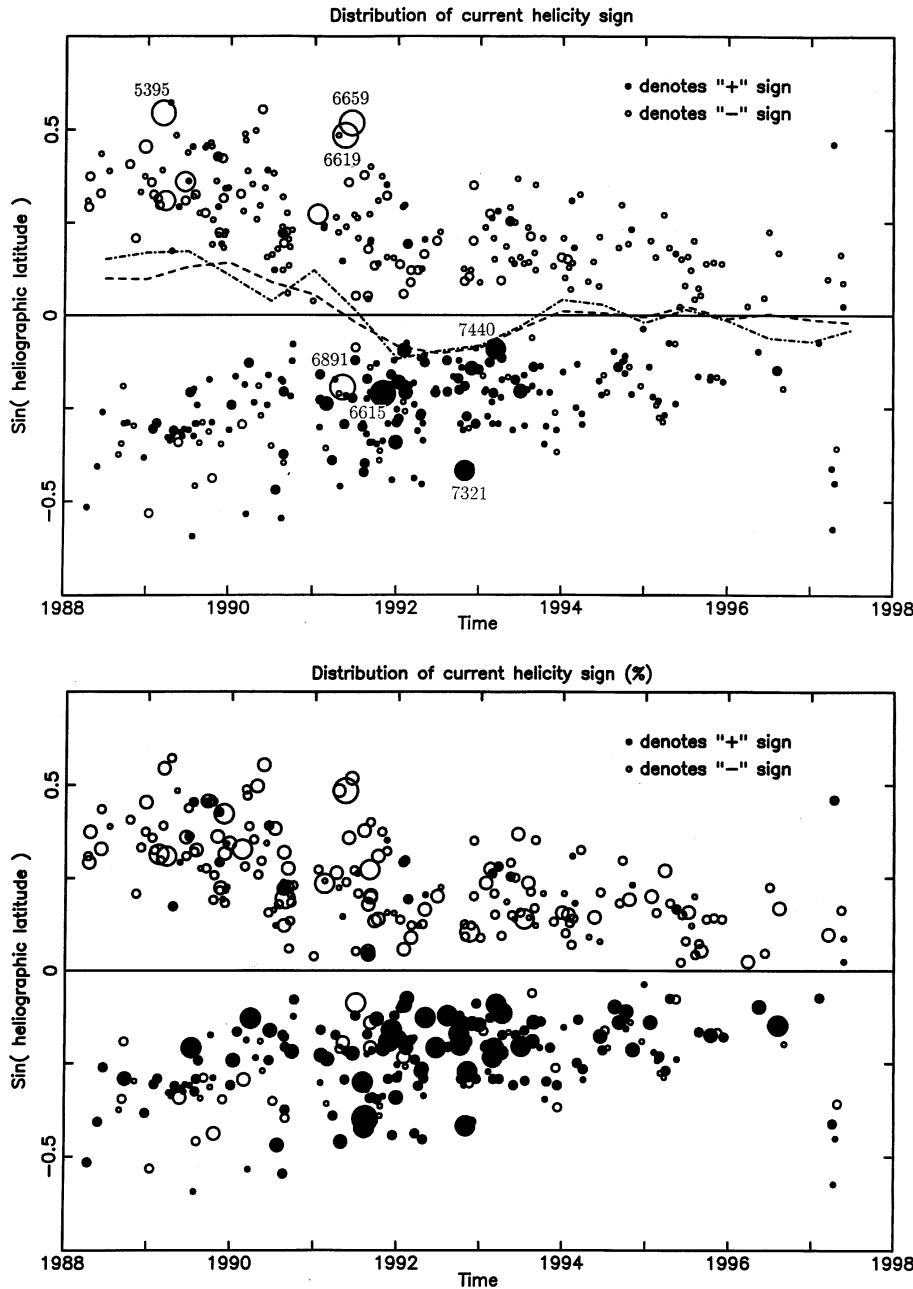 Distribution of current helicity sign
5395
6659
6619
• denotes "+" sign
○ denotes "−" sign
0.5
0
−0.5
Sin( heliographic latitude )
7440
6891
6615
7321
1988 1990 1992 1994 1996 1998
Time
Distribution of current helicity sign (%)
• denotes "+" sign
○ denotes "−" sign
0.5
0
−0.5
Sin( heliographic latitude )
1988 1990 1992 1994 1996 1998
Time